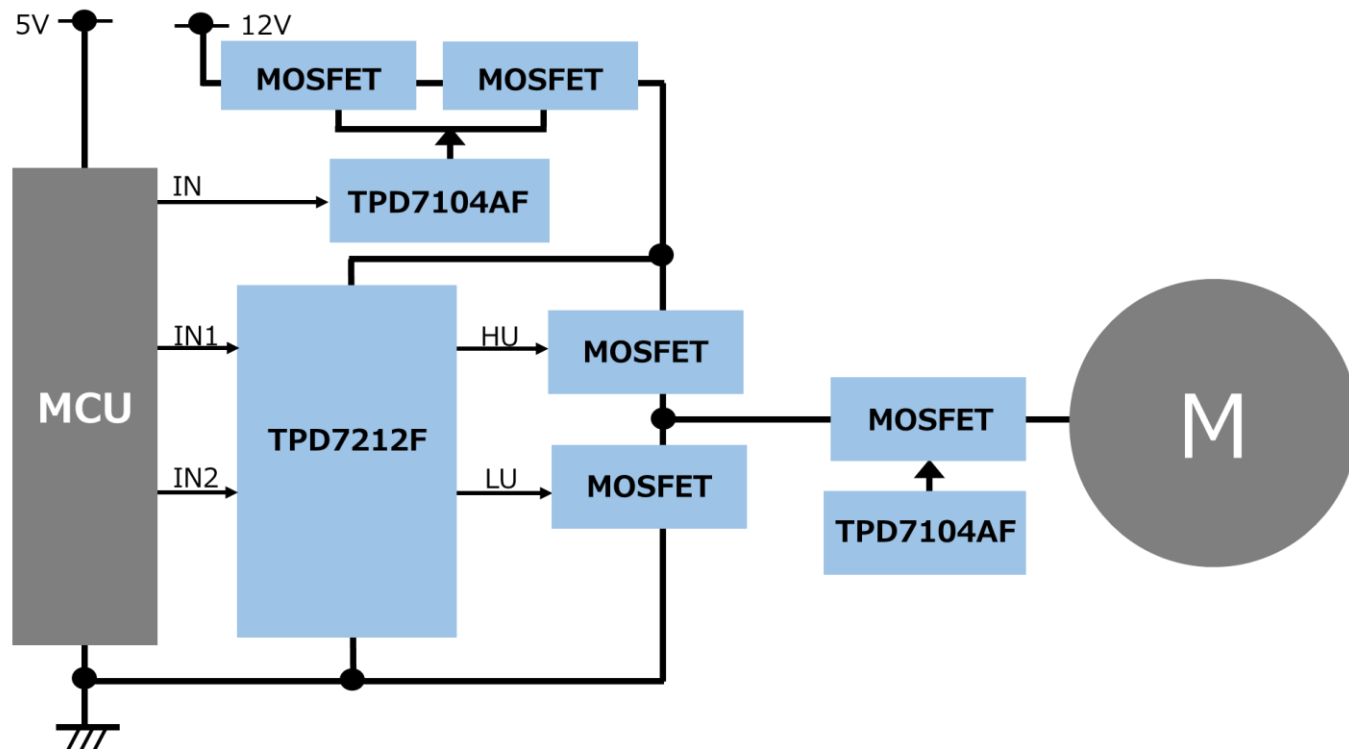 5V
12V
MOSFET
MOSFET
IN
TPD7104AF
IN1
HU
MOSFET
MCU
TPD7212F
MOSFET
M
IN2
LU
MOSFET
TPD7104AF